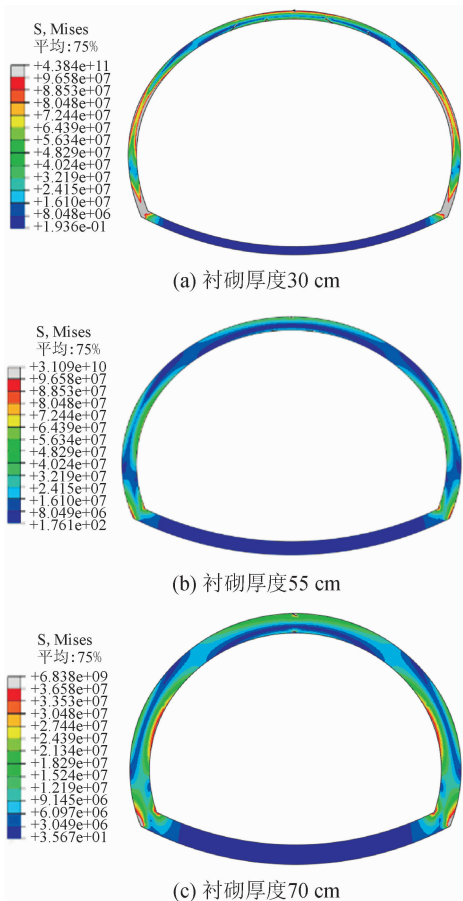 S, Mises
平均:75%
+4.384e+11
+9.658e+07
+8.853e+07
+8.048e+07
+7.244e+07
+6.439e+07
+5.634e+07
+4.829e+07
+4.024e+07
+3.219e+07
+2.415e+07
+1.610e+07
+8.048e+06
+1.936e-01
(a) 衬砌厚度30 cm
S, Mises
平均:75%
+3.109e+10
+9.658e+07
+8.853e+07
+8.048e+07
+7.244e+07
+6.439e+07
+5.634e+07
+4.829e+07
+4.024e+07
+3.219e+07
+2.415e+07
+1.610e+07
+8.049e+06
+1.761e+02
(b) 衬砌厚度55 cm
S, Mises
平均:75%
+6.838e+09
+3.658e+07
+3.353e+07
+3.048e+07
+2.744e+07
+2.439e+07
+2.134e+07
+1.829e+07
+1.524e+07
+1.219e+07
+9.145e+06
+6.097e+06
+3.049e+06
+3.567e+01
(c) 衬砌厚度70 cm